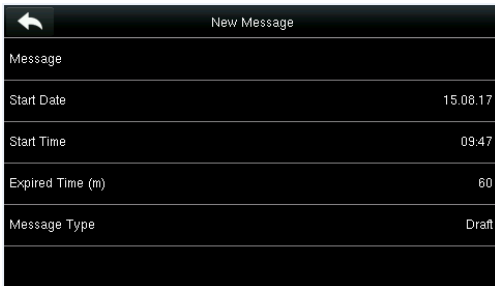 New Message
Message
Start Date 15.08.17
Start Time 09:47
Expired Time (m) 60
Message Type Draft